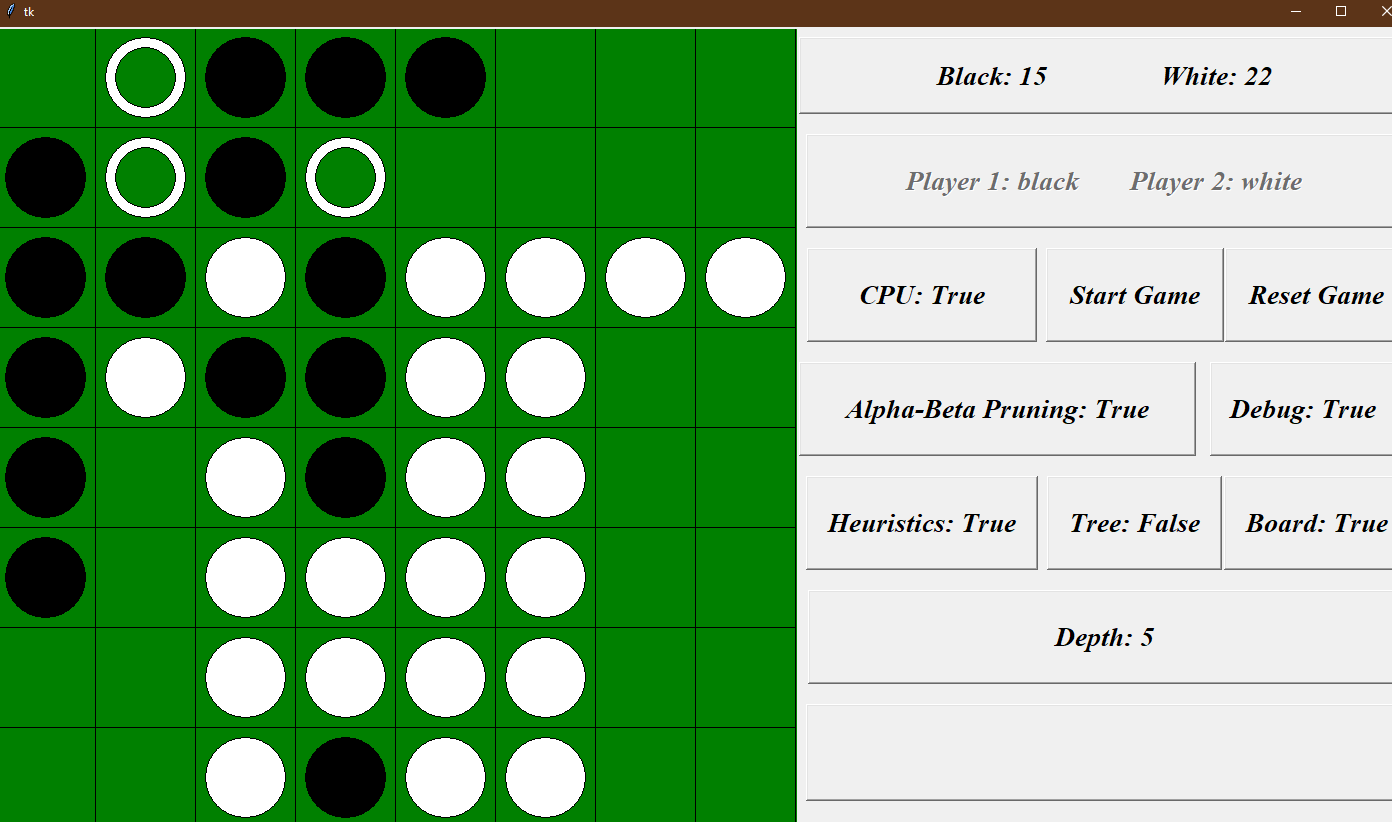 tk
Black: 15 White: 22
Player 1: black Player 2: white
CPU: True
Start Game
Reset Game
Alpha-Beta Pruning: True
Debug: True
Heuristics: True
Tree: False
Board: True
Depth: 5